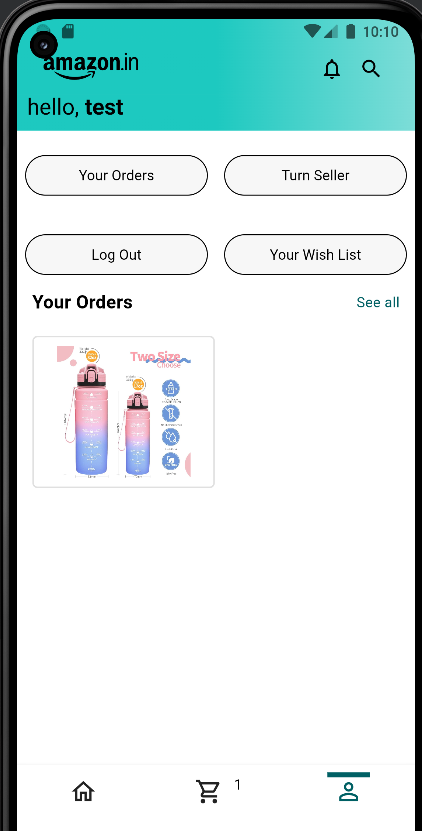 10:10
amazon.in
hello, test
Your Orders
Turn Seller
Log Out
Your Wish List
Your Orders
See all
Two Size
Choose
1